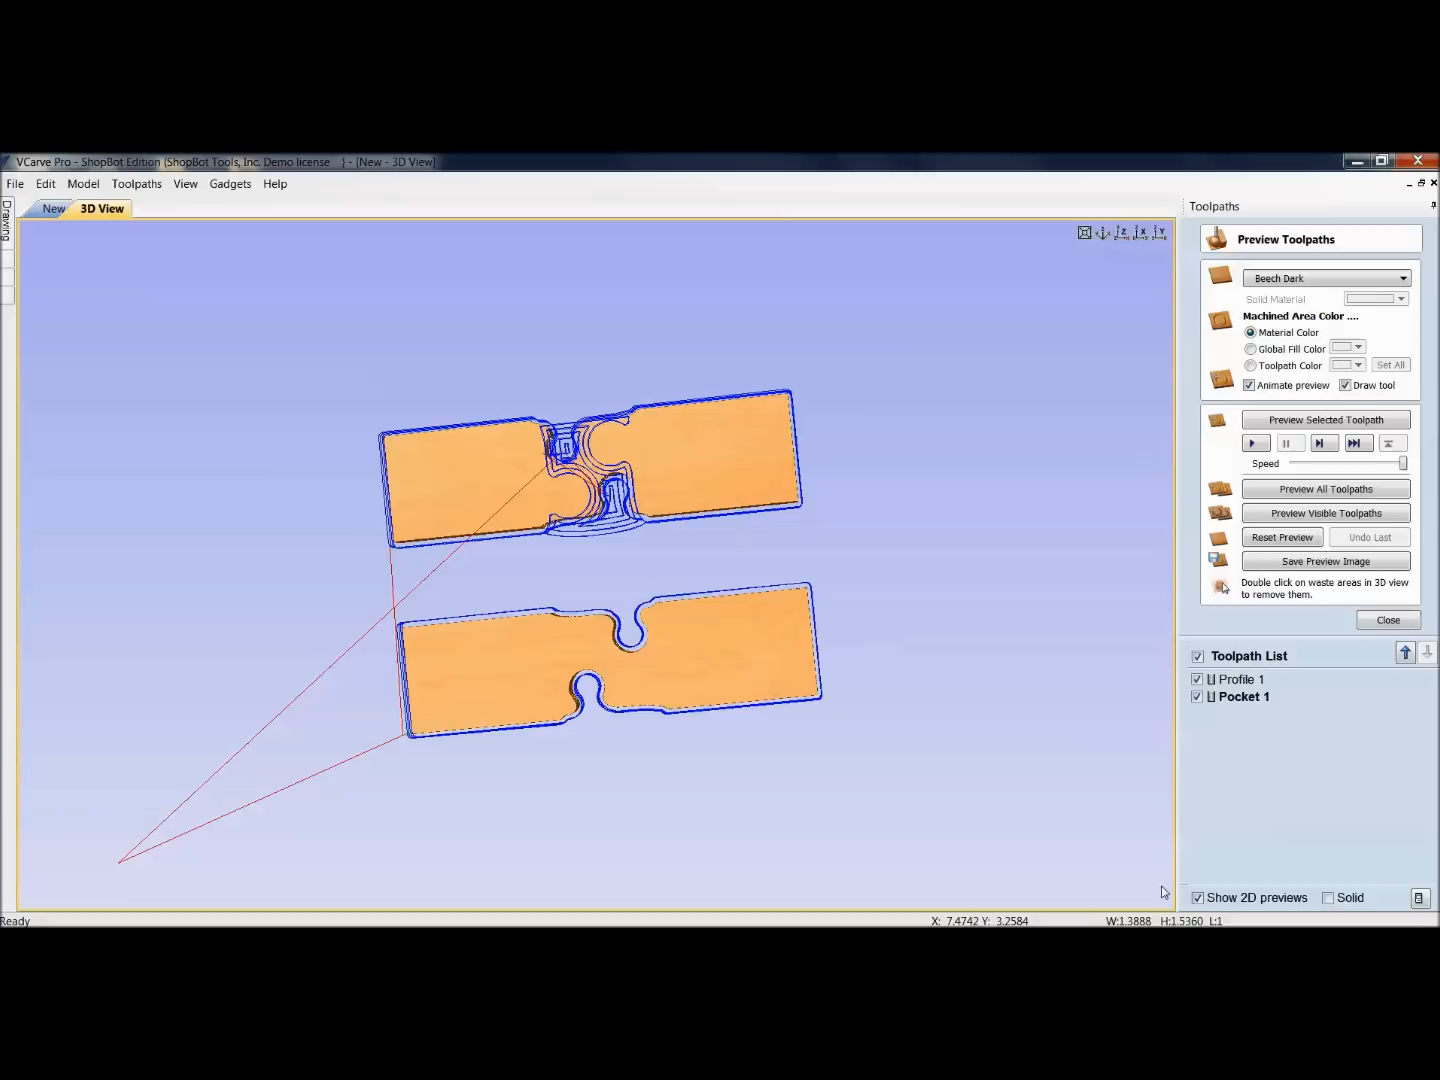 VCarve Pro - ShopBot Edition {ShopBot Tools, Inc. Demo license } - [New - 3D View]
File Edit Model Toolpaths View Gadgets Help
Drawing
New 3D View
Z X Y
Toolpaths
Preview Toolpaths
Beech Dark
Solid Material
Machined Area Color ....
Material Color
Global Fill Color
Toolpath Color Set All
Animate preview Draw tool
Preview Selected Toolpath
Speed
Preview All Toolpaths
Preview Visible Toolpaths
Reset Preview Undo Last
Save Preview Image
Double click on waste areas in 3D view
to remove them.
Close
Toolpath List
Profile 1
Pocket 1
Show 2D previews Solid
Ready X: 7.4742 Y: 3.2584 W:1.3888 H:1.5360 L:1